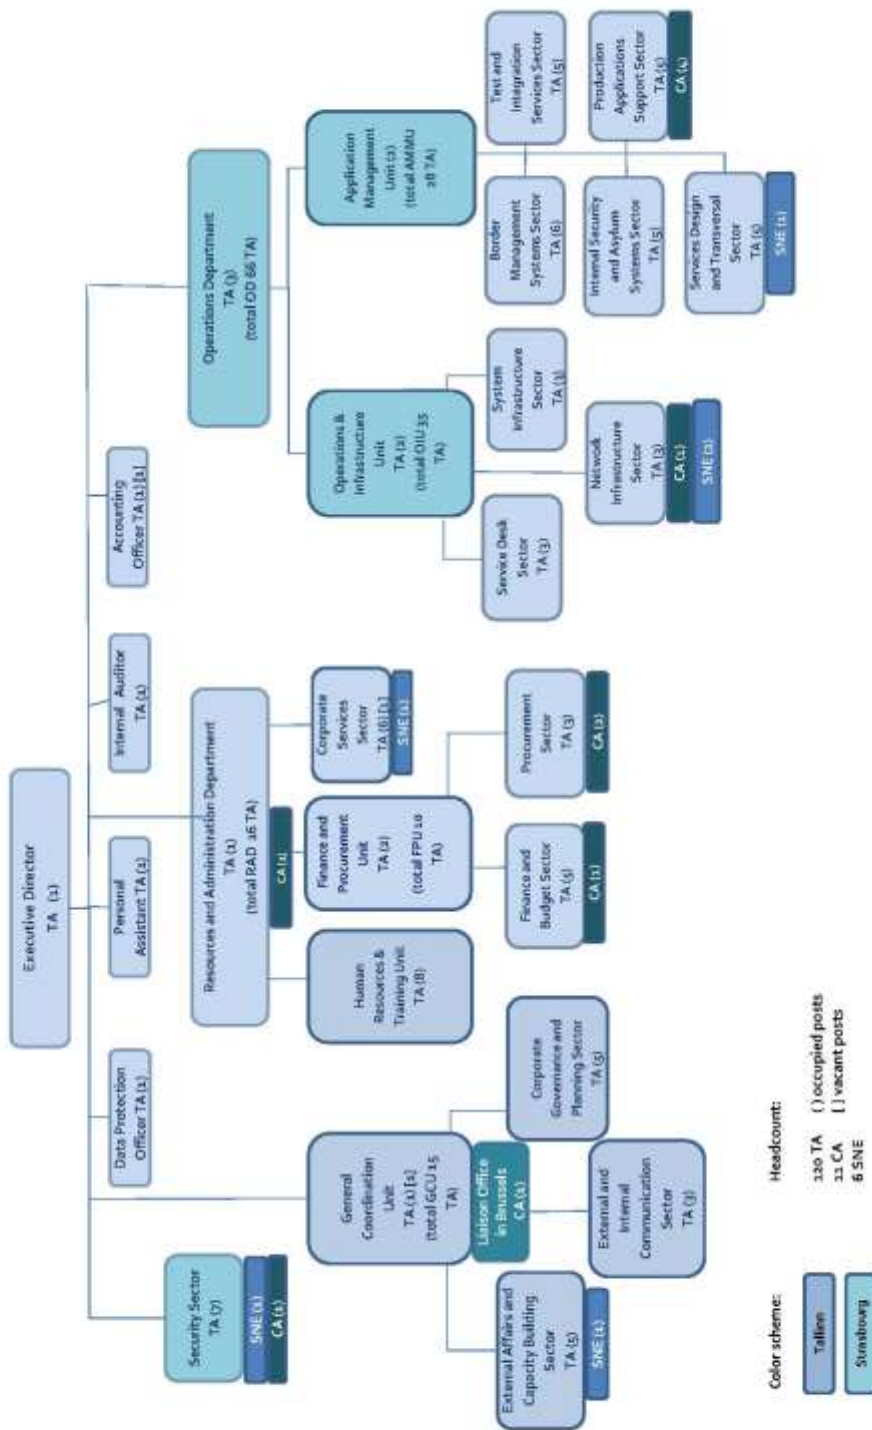 Executive Director
TA (1)
Data Protection
Officer TA (1)
Personal
Assistant TA (1)
Internal Auditor
TA (1)
Accounting
Officer TA (1) [1]
Security Sector
TA (7)
SNE (1)
CA (1)
Resources and Administration Department
TA (1)
(total RAD 26 TA)
CA (1)
Operations Department
TA (3)
(total OD 66 TA)
General
Coordination
Unit
TA (1) [1]
(total GCU 15
TA)
Liaison Office
in Brussels
CA (1)
Human
Resources &
Training Unit
TA (8)
Finance and
Procurement
Unit
TA (2)
(total FPU 10
TA)
Corporate
Services
Sector
TA (6) [1]
SNE (1)
Operations &
Infrastructure
Unit
TA (2)
(total OIU 35
TA)
Application
Management
Unit (2)
(total AMMU
28 TA)
External Affairs and
Capacity Building
Sector
TA (5)
SNE (1)
External and
Internal
Communication
Sector
TA (3)
Corporate
Governance and
Planning Sector
TA (5)
Finance and
Budget Sector
TA (5)
CA (1)
Procurement
Sector
TA (3)
CA (2)
Service Desk
Sector
TA (3)
System
Infrastructure
Sector
TA (3)
Network
Infrastructure
Sector
TA (3)
CA (1)
SNE (2)
Border
Management
Systems Sector
TA (6)
Test and
Integration
Services Sector
TA (5)
Internal Security
and Asylum
Systems Sector
TA (5)
Production
Applications
Support Sector
TA (5)
CA (4)
Services Design
and Transversal
Sector
TA (5)
SNE (1)
Color scheme:
Tallinn
Strasbourg
Headcount:
120 TA ( ) occupied posts
11 CA [ ] vacant posts
6 SNE